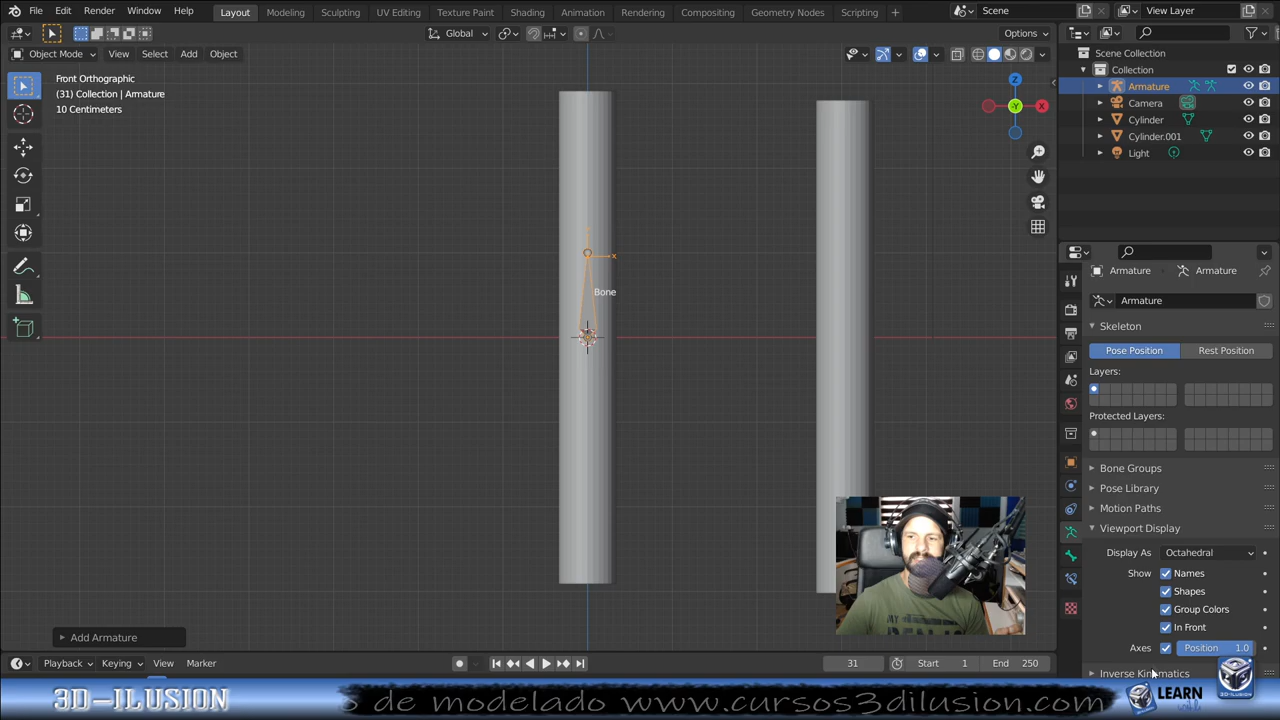 File Edit Render Window Help
Layout Modeling Sculpting UV Editing Texture Paint Shading Animation Rendering Compositing Geometry Nodes Scripting +
Scene
View Layer
Global
Options
Object Mode View Select Add Object
Front Orthographic
(31) Collection | Armature
10 Centimeters
Z
X
-Y
x
Bone
Add Armature
Scene Collection
Collection
Armature
Camera
Cylinder
Cylinder.001
Light
Armature Armature
Armature
Skeleton
Pose Position Rest Position
Layers:
Protected Layers:
Bone Groups
Pose Library
Motion Paths
Viewport Display
Display As Octahedral
Show Names
Shapes
Group Colors
In Front
Axes Position 1.0
Inverse Kinematics
Playback Keying View Marker
31 Start 1 End 250
3D-ILUSION
de modelado www.cursos3dilusion.com
LEARN
3D-ILUSION